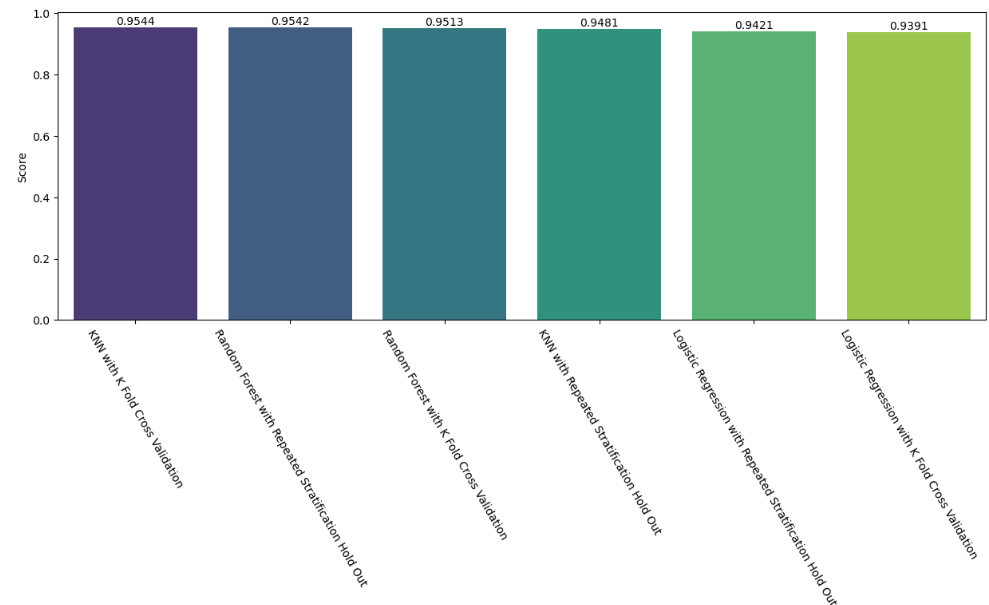 0.9544
0.9542
0.9513
0.9481
0.9421
0.9391
Score
1.0
0.8
0.6
0.4
0.2
0.0
KNN with K Fold Cross Validation
Random Forest with Repeated Stratification Hold Out
Random Forest with K Fold Cross Validation
KNN with Repeated Stratification Hold Out
Logistic Regression with Repeated Stratification Hold Out
Logistic Regression with K Fold Cross Validation